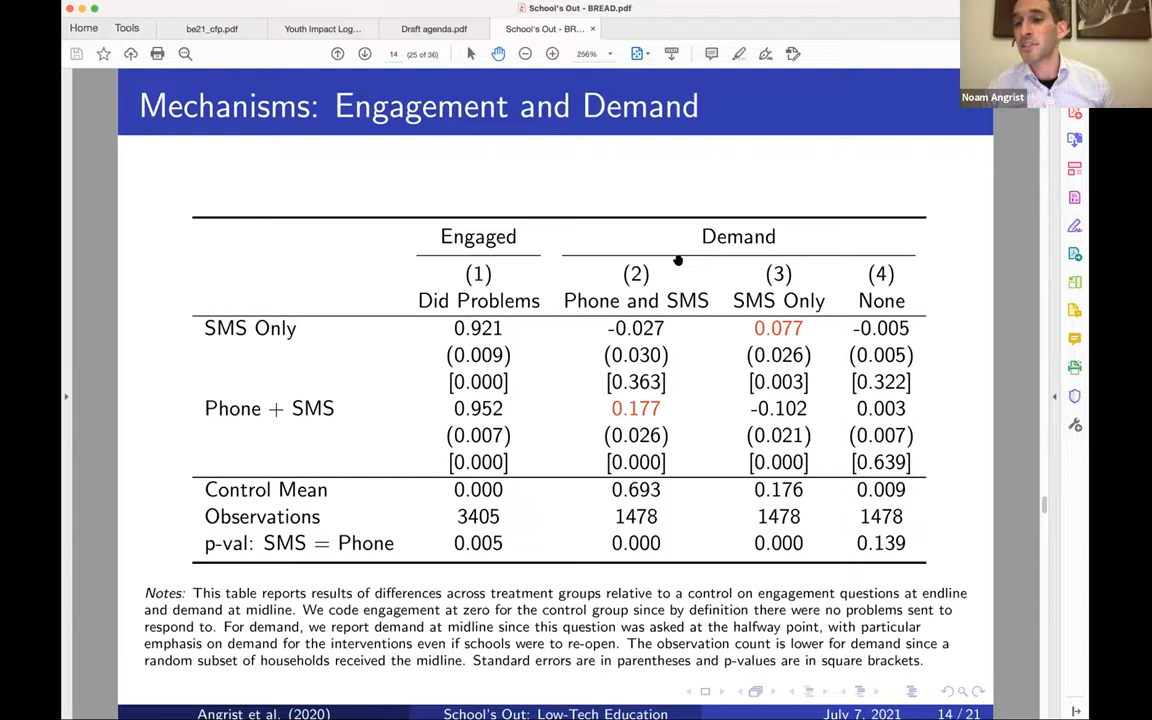 School's Out - BREAD.pdf
Home Tools be21_cfp.pdf Youth Impact Log... Draft agenda.pdf School's Out - BR... ×
14 (25 of 36) 256%
Noam Angrist
Mechanisms: Engagement and Demand
Engaged Demand
(1) (2) (3) (4)
Did Problems Phone and SMS SMS Only None
SMS Only 0.921 -0.027 0.077 -0.005
(0.009) (0.030) (0.026) (0.005)
[0.000] [0.363] [0.003] [0.322]
Phone + SMS 0.952 0.177 -0.102 0.003
(0.007) (0.026) (0.021) (0.007)
[0.000] [0.000] [0.000] [0.639]
Control Mean 0.000 0.693 0.176 0.009
Observations 3405 1478 1478 1478
p-val: SMS = Phone 0.005 0.000 0.000 0.139
Notes: This table reports results of differences across treatment groups relative to a control on engagement questions at endline
and demand at midline. We code engagement at zero for the control group since by definition there were no problems sent to
respond to. For demand, we report demand at midline since this question was asked at the halfway point, with particular
emphasis on demand for the interventions even if schools were to re-open. The observation count is lower for demand since a
random subset of households received the midline. Standard errors are in parentheses and p-values are in square brackets.
Angrist et al. (2020) School's Out: Low-Tech Education July 7, 2021 14 / 21